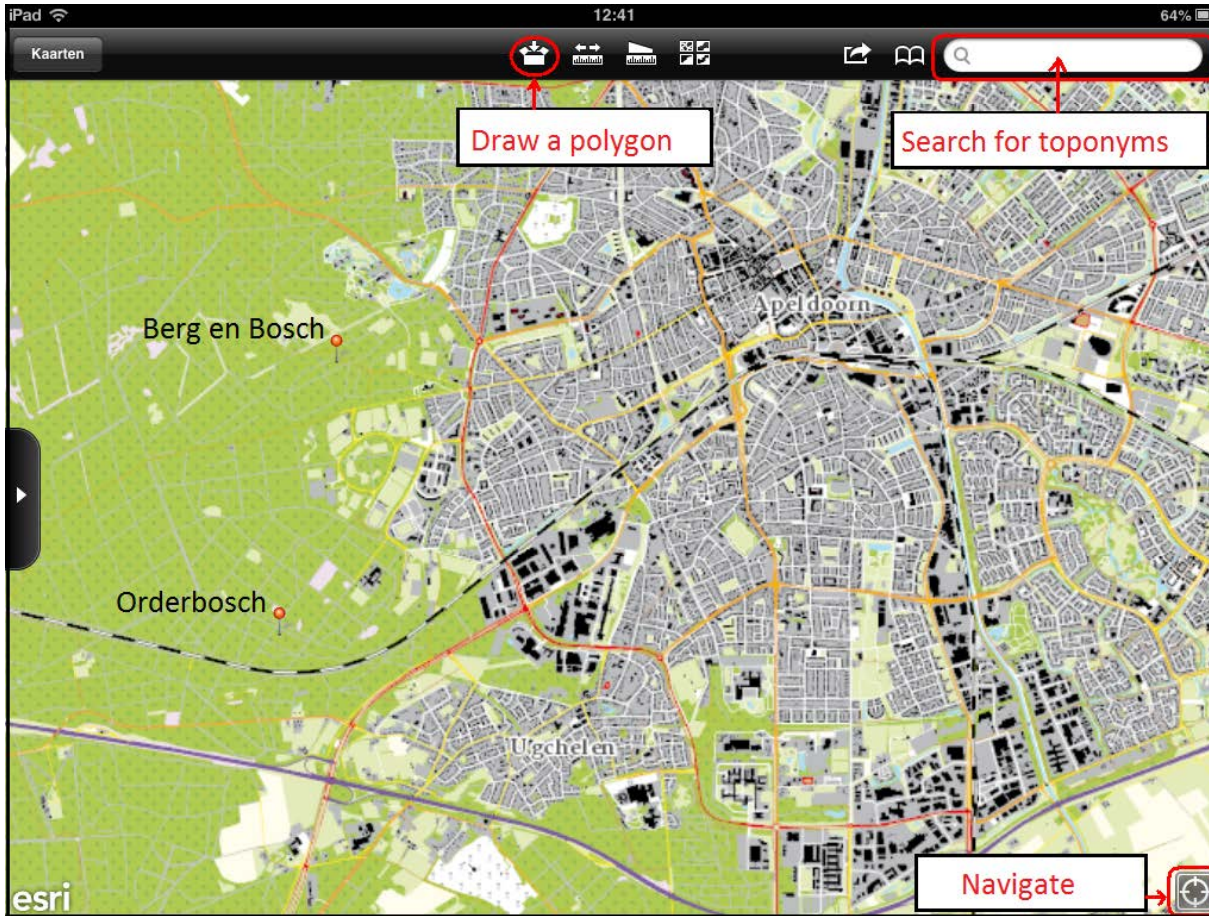 iPad 12:41 64%
Kaarten
Draw a polygon
Search for toponyms
Apeldoorn
Berg en Bosch
Orderbosch
Ugchelen
Navigate
esri